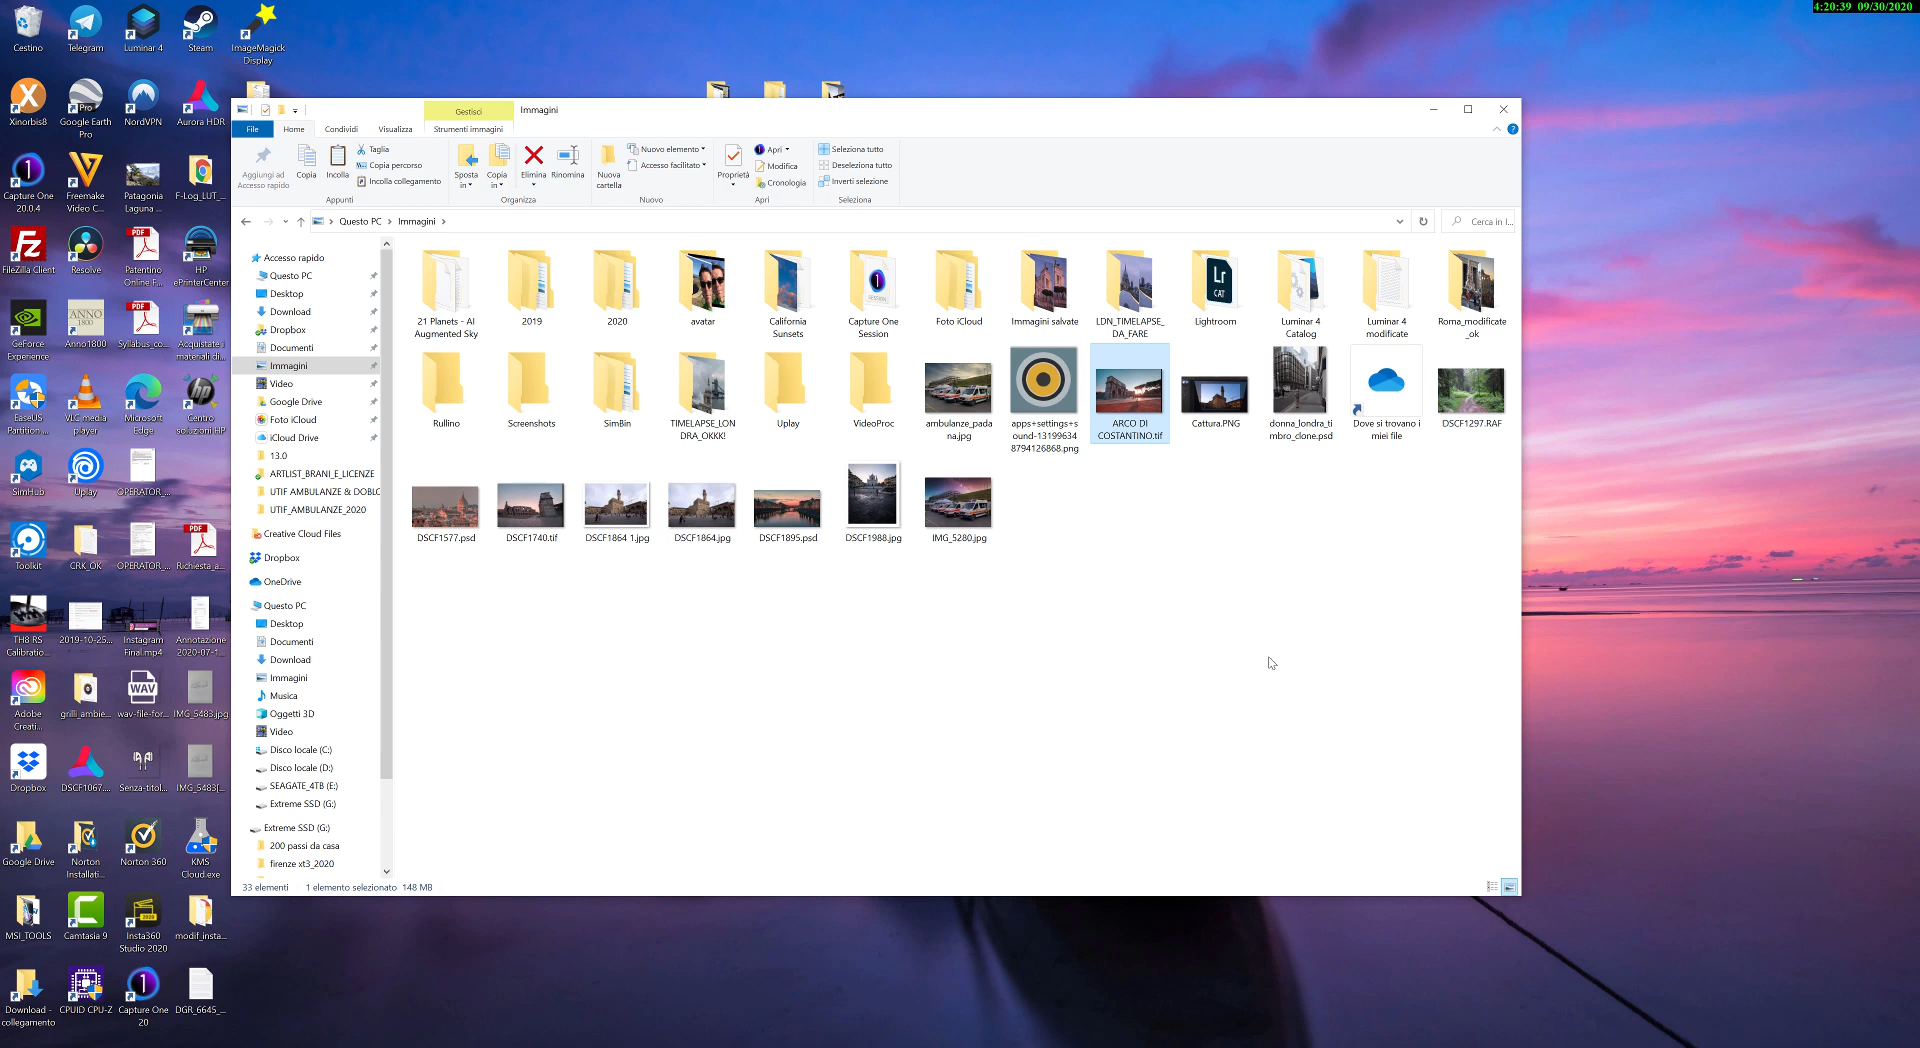 4:20:39 09/30/2020
Cestino
Telegram
Luminar 4
Steam
ImageMagick
Display
Xinorbis8
Google Earth
Pro
NordVPN
Aurora HDR
Capture One
20.0.4
Freemake
Video C...
Patagonia
Laguna ...
F-Log_LUT_...
FileZilla Client
Resolve
Patentino
Online F...
HP
ePrinterCenter
GeForce
Experience
Anno1800
Syllabus_co...
Acquistate i
materiali di...
EaseUS
Partition ...
VLC media
player
Microsoft
Edge
Centro
soluzioni HP
SimHub
Uplay
OPERATOR_...
Toolkit
CRK_OK
OPERATOR_...
Richiesta_a...
TH8 RS
Calibratio...
2019-10-25...
Instagram
Final.mp4
Annotazione
2020-07-1...
Adobe
Creati...
grilli_ambie...
wav-file-for...
IMG_5483.jpg
Dropbox
DSCF1067....
Senza-titol...
IMG_5483[...
Google Drive
Norton
Installati...
Norton 360
KMS
Cloud.exe
MSI_TOOLS
Camtasia 9
Insta360
Studio 2020
modif_insta...
Download -
collegamento
CPUID CPU-Z
Capture One
20
DGR_6645_...
Gestisci
Immagini
File
Home
Condividi
Visualizza
Strumenti immagini
Aggiungi ad
Accesso rapido
Copia
Incolla
Taglia
Copia percorso
Incolla collegamento
Appunti
Sposta
in
Copia
in
Elimina
Rinomina
Organizza
Nuova
cartella
Nuovo elemento
Accesso facilitato
Nuovo
Proprietà
Apri
Modifica
Cronologia
Apri
Seleziona tutto
Deseleziona tutto
Inverti selezione
Seleziona
Questo PC > Immagini >
Cerca in I...
Accesso rapido
Questo PC
Desktop
Download
Dropbox
Documenti
Immagini
Video
Google Drive
Foto iCloud
iCloud Drive
13.0
ARTLIST_BRANI_E_LICENZE
UTIF AMBULANZE & DOBLC
UTIF_AMBULANZE_2020
Creative Cloud Files
Dropbox
OneDrive
Questo PC
Desktop
Documenti
Download
Immagini
Musica
Oggetti 3D
Video
Disco locale (C:)
Disco locale (D:)
SEAGATE_4TB (E:)
Extreme SSD (G:)
Extreme SSD (G:)
200 passi da casa
firenze xt3_2020
21 Planets - AI
Augmented Sky
2019
2020
avatar
California
Sunsets
Capture One
Session
Foto iCloud
Immagini salvate
LDN_TIMELAPSE_
DA_FARE
Lightroom
Luminar 4
Catalog
Luminar 4
modificate
Roma_modificate
_ok
Rullino
Screenshots
SimBin
TIMELAPSE_LON
DRA_OKKK!
Uplay
VideoProc
ambulanze_pada
na.jpg
apps+settings+s
ound-13199634
8794126868.png
ARCO DI
COSTANTINO.tif
Cattura.PNG
donna_londra_ti
mbro_clone.psd
Dove si trovano i
miei file
DSCF1297.RAF
DSCF1577.psd
DSCF1740.tif
DSCF1864 1.jpg
DSCF1864.jpg
DSCF1895.psd
DSCF1988.jpg
IMG_5280.jpg
33 elementi
1 elemento selezionato 148 MB